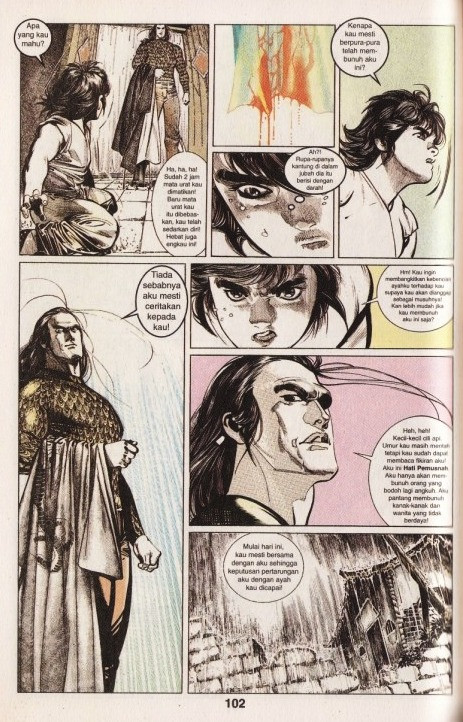 Apa
yang kau
mahu?
Ha, ha, ha!
Sudah 2 jam
mata urat kau
dimatikan!
Baru mata
urat kau
itu dibebas-
kan, kau telah
sedarkan diri!
Hebat juga
engkau ini!
Kenapa
kau mesti
berpura-pura
telah mem-
bunuh aku
ini?
Ah?!
Rupa-rupanya
kantung di dalam
jubah dia itu
berisi dengan
darah!
Tiada
sebabnya
aku mesti
ceritakan
kepada
kau!
Hm! Kau ingin
membangkitkan kebencian
ayahku terhadap kau
supaya kau akan dianggap
sebagai musuhnya!
Kan lebih mudah jika
kau membunuh
aku ini saja?
Hah, hah!
Kecil-kecil cili api.
Umur kau masih mentah
tetapi kau sudah dapat
membaca fikiran aku!
Aku ini Hati Pemusnah.
Aku hanya akan mem-
bunuh orang yang
bodoh lagi angkuh. Aku
pantang membunuh
kanak-kanak dan
wanita yang tidak
berdaya!
Mulai hari ini,
kau mesti bersama
dengan aku sehingga
keputusan pertarungan
aku dengan ayah
kau dicapai!
102